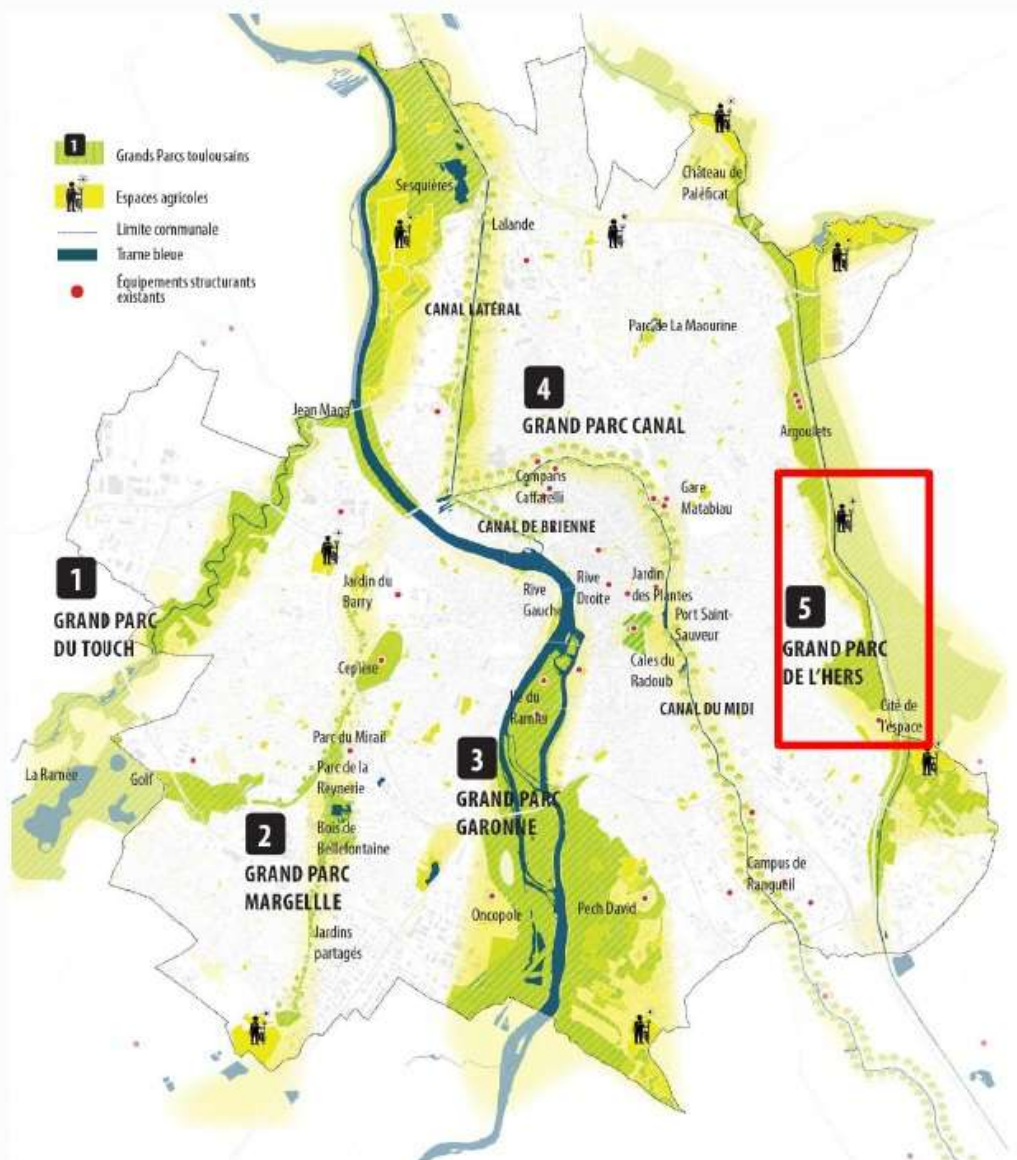 1
Grands Parcs toulousains
Espaces agricoles
Limite communale
Trame bleue
Équipements structurants
existants
Château de
Paléficat
Sesquières
Lalande
CANAL LATÉRAL
Parc de La Maourine
4
GRAND PARC CANAL
Jean Maga
Argoulets
Compans
Caffarelli
Gare
Matabiau
CANAL DE BRIENNE
1
GRAND PARC
DU TOUCH
Jardin du
Barry
Rive
Gauche
Rive
Droite
Jardin
des Plantes
Port Saint-
Sauveur
5
GRAND PARC
DE L'HERS
Cepière
Cales du
Radoub
Île du
Ramier
CANAL DU MIDI
Cité de
l'espace
Parc du Mirail
La Ramée
Golf
Parc de la
Reynerie
3
GRAND PARC
GARONNE
2
GRAND PARC
MARGELLLE
Bois de
Bellefontaine
Campus de
Rangueil
Oncopole
Pech David
Jardins
partagés